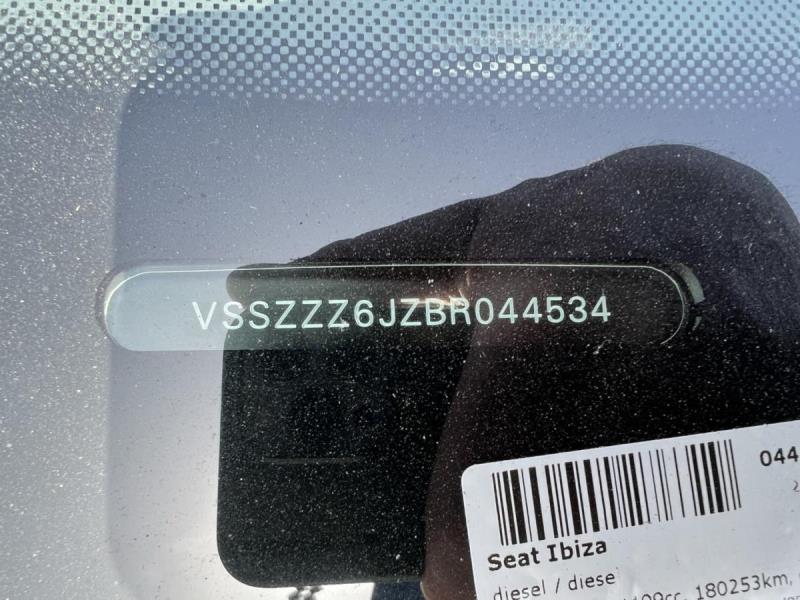 VSSZZZ6JZBR044534
044
Seat Ibiza
diesel / diese
180253km,